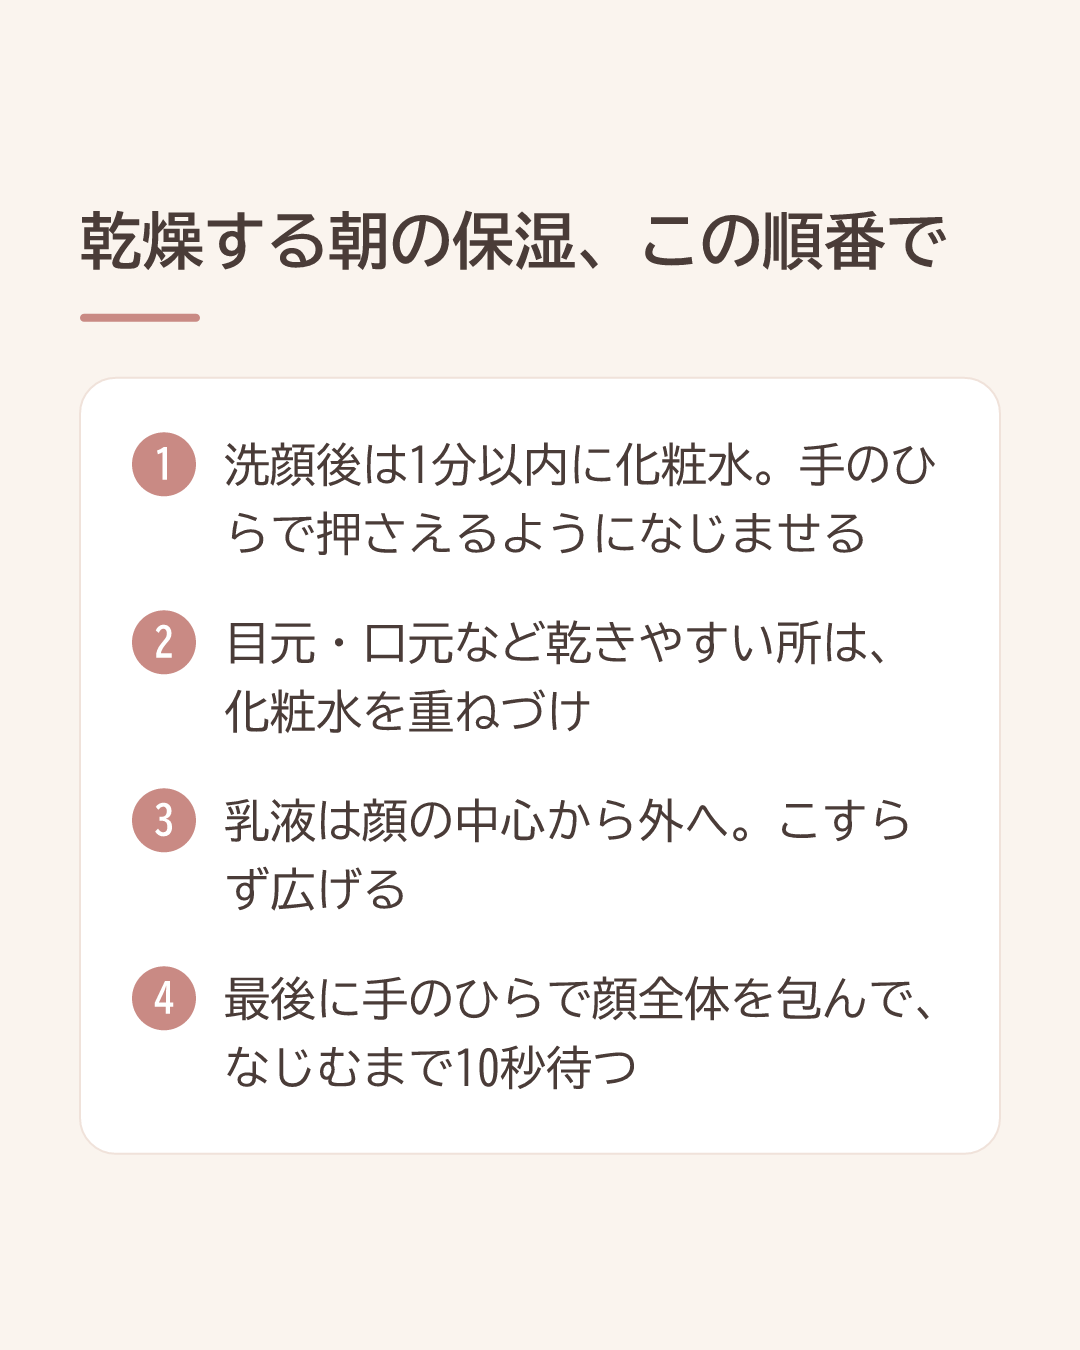 乾燥する朝の保湿、この順番で
1 洗顔後は1分以内に化粧水。手のひ
らで押さえるようになじませる
2 目元・口元など乾きやすい所は、
化粧水を重ねづけ
3 乳液は顔の中心から外へ。こすら
ず広げる
4 最後に手のひらで顔全体を包んで、
なじむまで10秒待つ